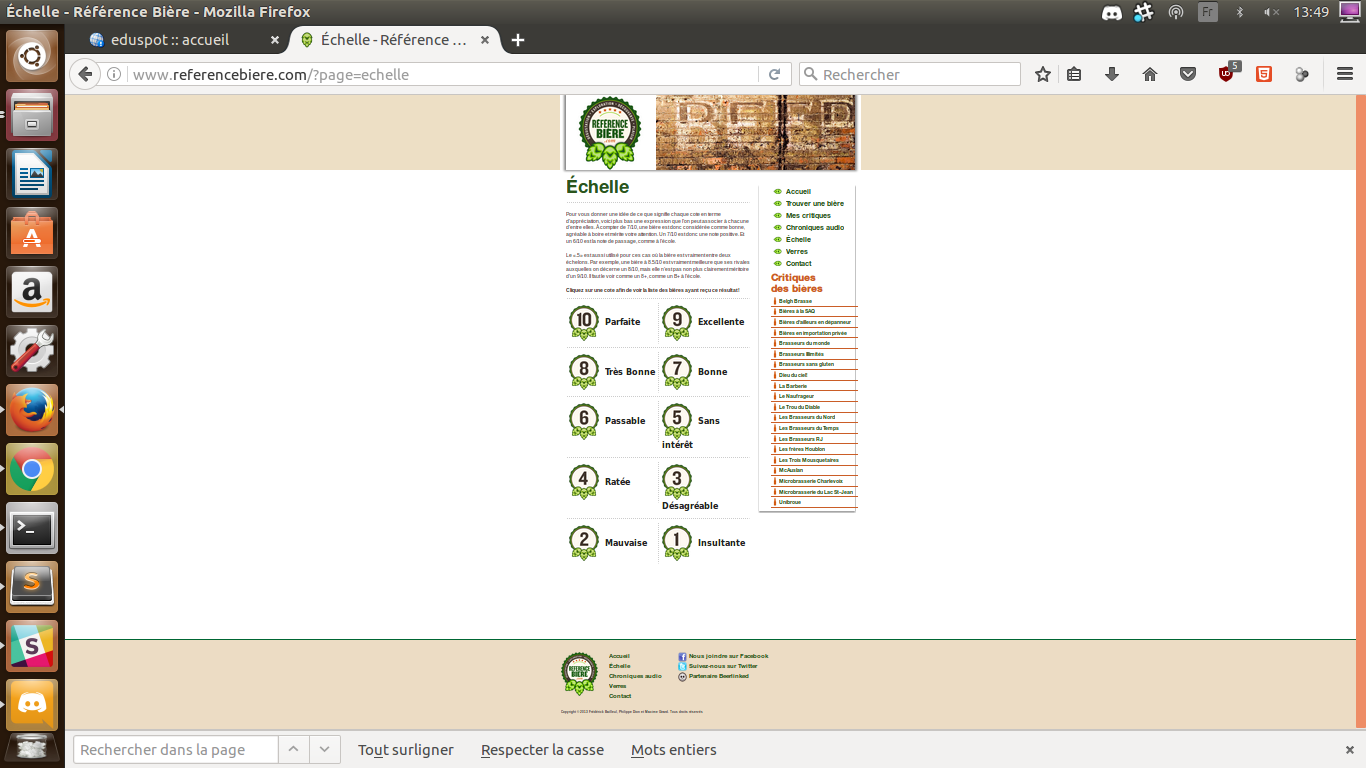 Échelle - Référence Bière - Mozilla Firefox
Fr
13:49
eduspot :: accueil
Échelle - Référence ...
www.referencebiere.com/?page=echelle
Rechercher
5
RÉFÉRENCE
BIÈRE
.com
BEER
Échelle
Pour vous donner une idée de ce que signifie chaque cote en terme
d'appréciation, voici plus bas une expression que l'on peut associer à chacune
d'entre elles. À compter de 7/10, une bière est donc considérée comme bonne,
agréable à boire et mérite votre attention. Un 7/10 est donc une note positive. Et
un 6/10 est la note de passage, comme à l'école.
Le «.5» est aussi utilisé pour ces cas où la bière est vraiment entre deux
échelons. Par exemple, une bière à 8.5/10 est vraiment meilleure que ses rivales
auxquelles on décerne un 8/10, mais elle n'est pas non plus clairement méritoire
d'un 9/10. Il faut le voir comme un 8+, comme un B+ à l'école.
Cliquez sur une cote afin de voir la liste des bières ayant reçu ce résultat!
10 Parfaite
9 Excellente
8 Très Bonne
7 Bonne
6 Passable
5 Sans
intérêt
4 Ratée
3
Désagréable
2 Mauvaise
1 Insultante
Accueil
Trouver une bière
Mes critiques
Chroniques audio
Échelle
Verres
Contact
Critiques
des bières
Belgh Brasse
Bières à la SAQ
Bières d'ailleurs en dépanneur
Bières en importation privée
Brasseurs du monde
Brasseurs Illimités
Brasseurs sans gluten
Dieu du ciel!
La Barberie
Le Naufrageur
Le Trou du Diable
Les Brasseurs du Nord
Les Brasseurs du Temps
Les Brasseurs RJ
Les frères Houblon
Les Trois Mousquetaires
McAuslan
Microbrasserie Charlevoix
Microbrasserie du Lac St-Jean
Unibroue
RÉFÉRENCE
BIÈRE
Accueil
Échelle
Chroniques audio
Verres
Contact
Nous joindre sur Facebook
Suivez-nous sur Twitter
Partenaire Beerlinked
Rechercher dans la page
Tout surligner
Respecter la casse
Mots entiers